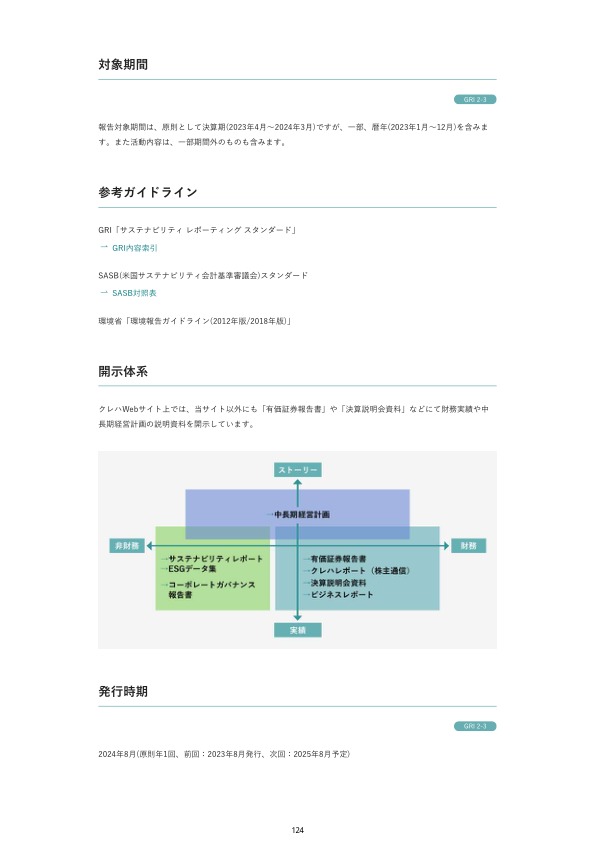 対象期間
GRI 2-3
報告対象期間は、原則として決算期(2023年4月～2024年3月)ですが、一部、暦年(2023年1月～12月)を含みま
す。また活動内容は、一部期間外のものも含みます。
参考ガイドライン
GRI「サステナビリティ レポーティング スタンダード」
→ GRI内容索引
SASB(米国サステナビリティ会計基準審議会)スタンダード
→ SASB対照表
環境省「環境報告ガイドライン(2012年版/2018年版)」
開示体系
クレハWebサイト上では、当サイト以外にも「有価証券報告書」や「決算説明会資料」などにて財務実績や中
長期経営計画の説明資料を開示しています。
ストーリー
→中長期経営計画
非財務
財務
→サステナビリティレポート
→ESGデータ集
→コーポレートガバナンス
報告書
→有価証券報告書
→クレハレポート（株主通信）
→決算説明会資料
→ビジネスレポート
実績
発行時期
GRI 2-3
2024年8月(原則年1回、前回：2023年8月発行、次回：2025年8月予定)
124